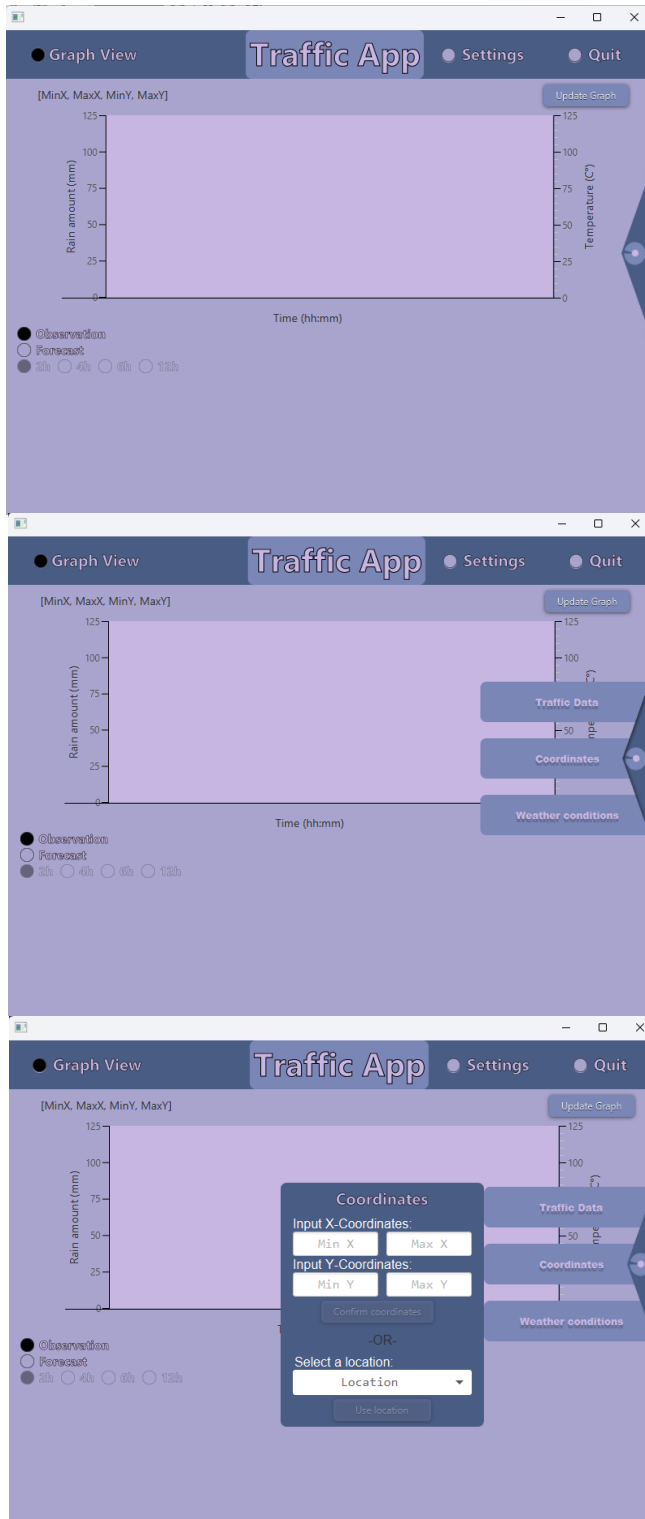 Graph View Traffic App Settings Quit
[MinX, MaxX, MinY, MaxY] Update Graph
125 125
100 100
75 75
50 50
25 25
0 0
Rain amount (mm)
Temperature (C°)
Time (hh:mm)
Observation
Forecast
2h 4h 6h 12h
Graph View Traffic App Settings Quit
[MinX, MaxX, MinY, MaxY] Update Graph
125 125
100 100
75
50 50
25
0
Rain amount (mm)
Traffic Data
Coordinates
Weather conditions
Time (hh:mm)
Observation
Forecast
2h 4h 6h 12h
Graph View Traffic App Settings Quit
[MinX, MaxX, MinY, MaxY] Update Graph
125 125
100 100
75
50 50
25
0
Rain amount (mm)
Traffic Data
Coordinates
Weather conditions
Coordinates
Input X-Coordinates:
Min X Max X
Input Y-Coordinates:
Min Y Max Y
Confirm coordinates
-OR-
Select a location:
Location
Use location
Observation
Forecast
2h 4h 6h 12h